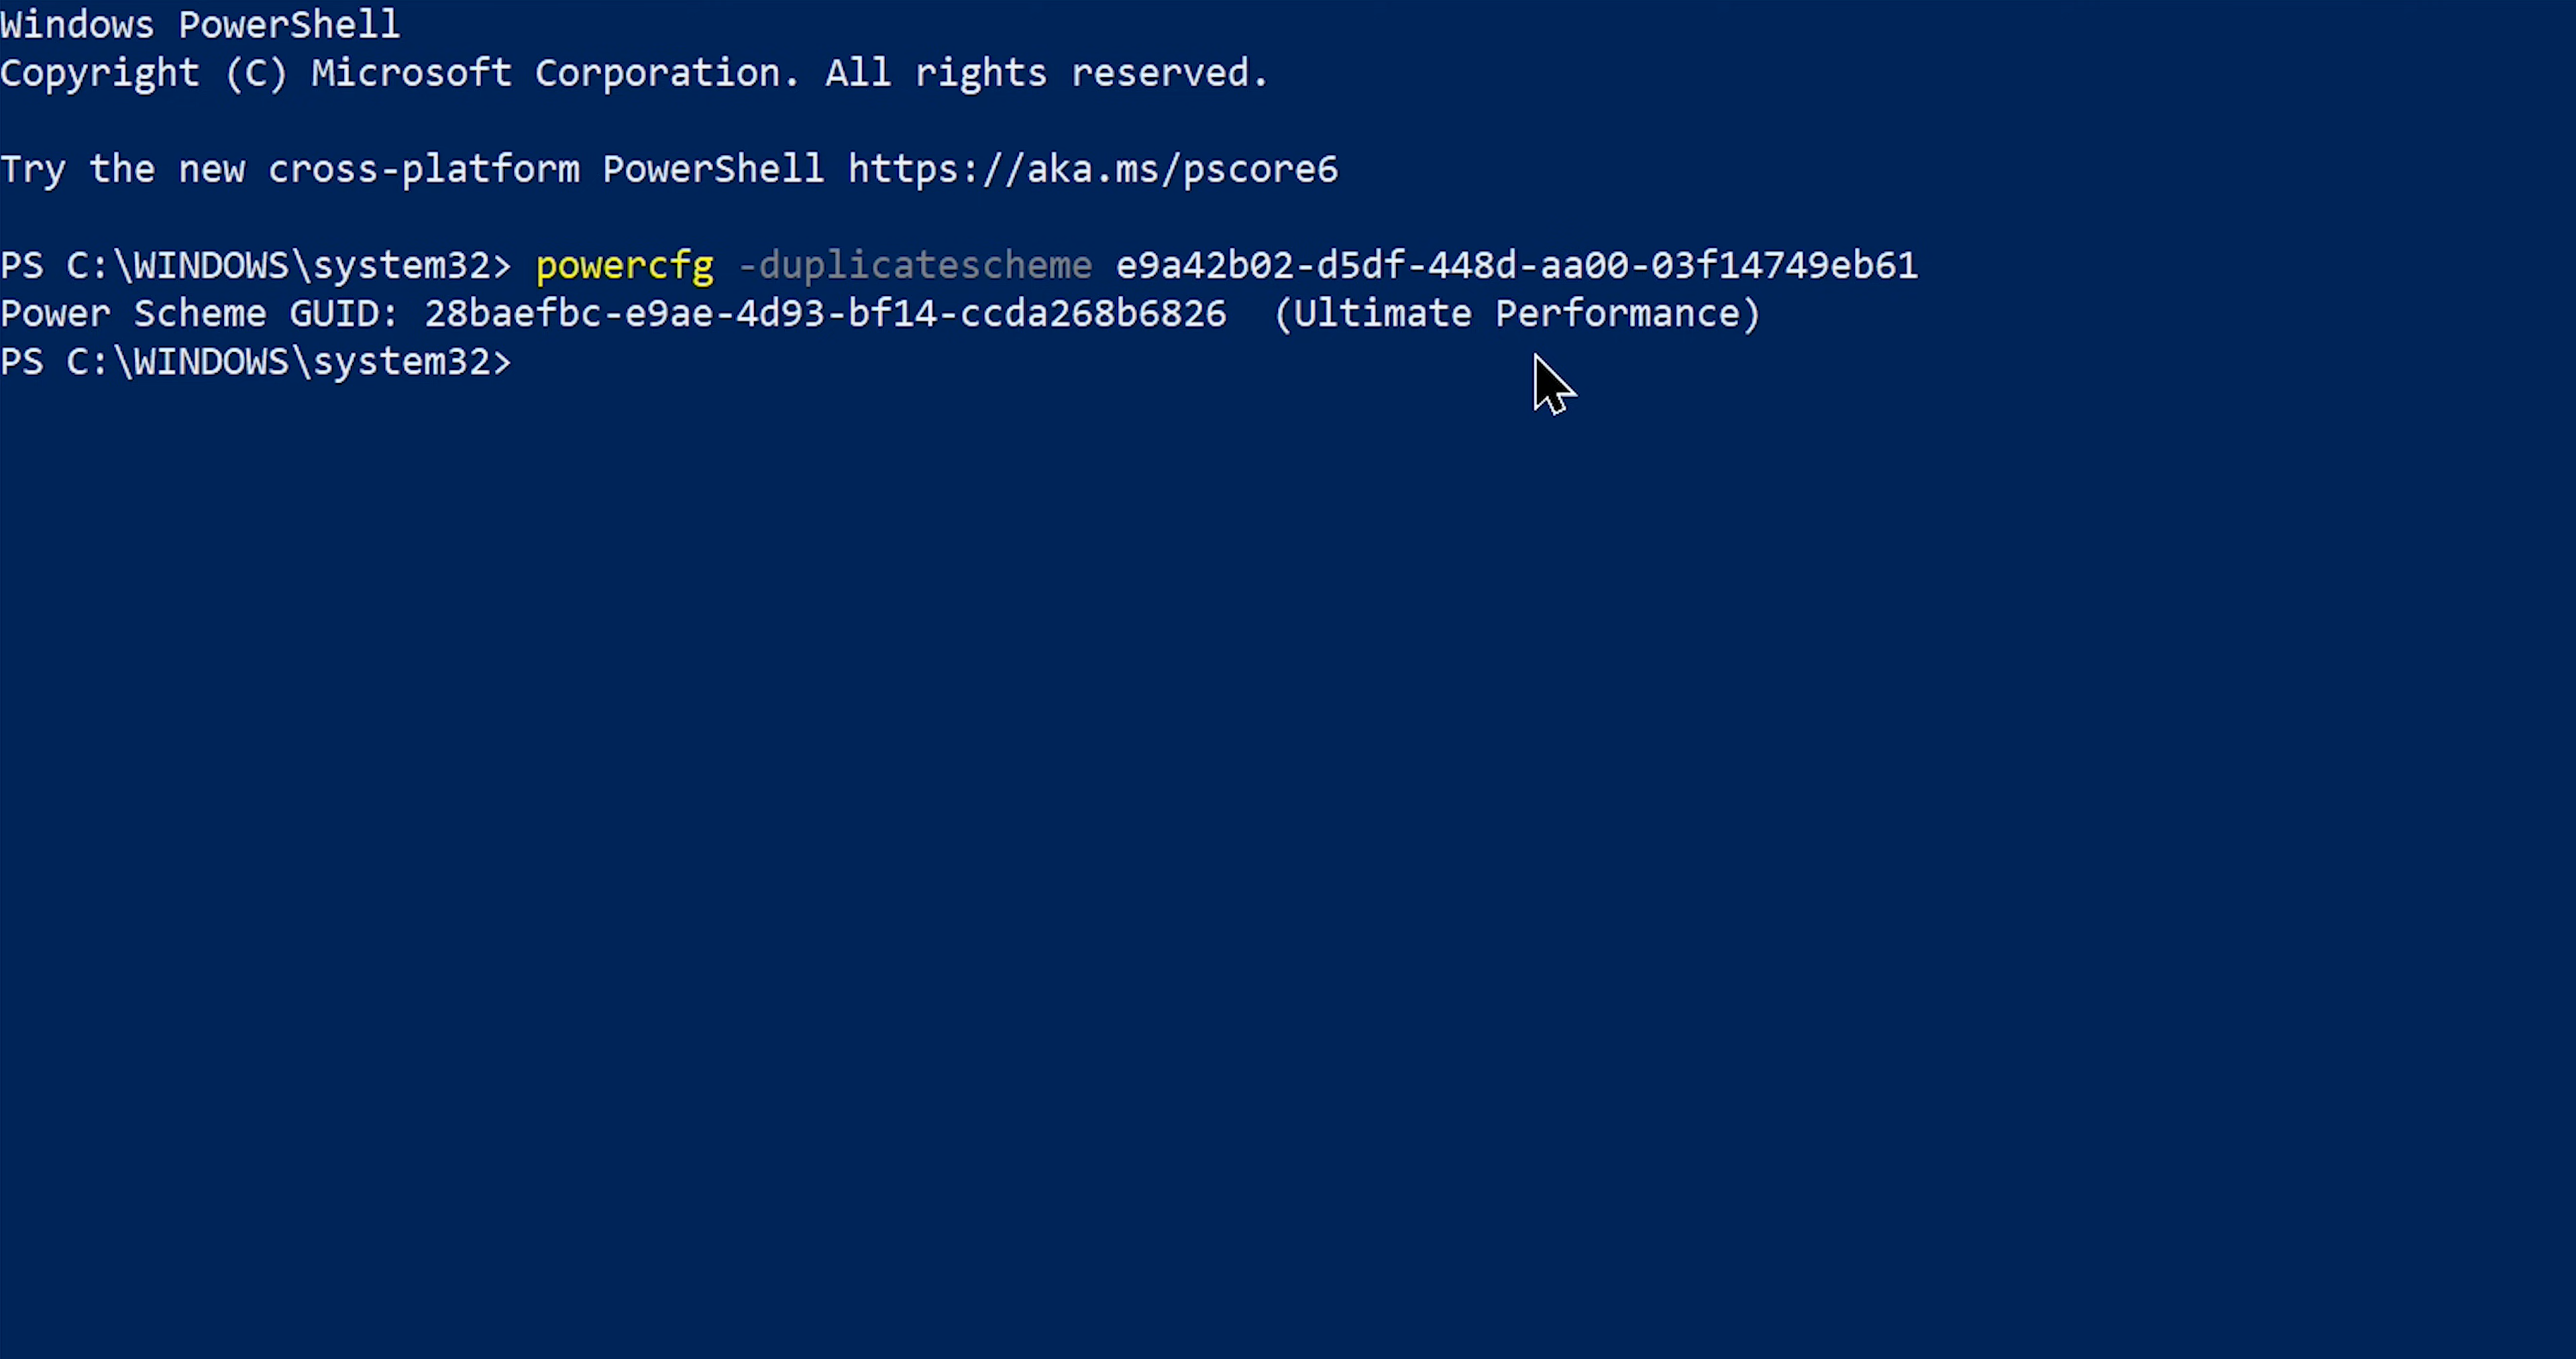 Windows PowerShell
Copyright (C) Microsoft Corporation. All rights reserved.
Try the new cross-platform PowerShell https://aka.ms/pscore6
PS C:\WINDOWS\system32> powercfg -duplicatescheme e9a42b02-d5df-448d-aa00-03f14749eb61
Power Scheme GUID: 28baefbc-e9ae-4d93-bf14-ccda268b6826  (Ultimate Performance)
PS C:\WINDOWS\system32>